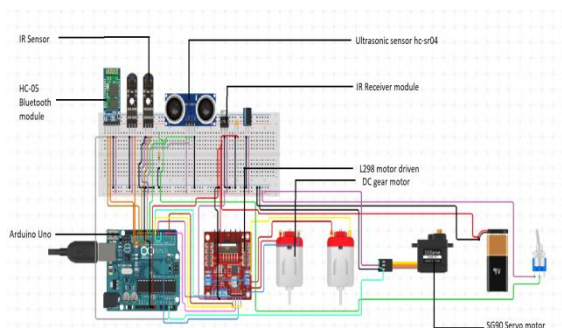 IR Sensor
Ultrasonic sensor hc-sr04
HC-05
Bluetooth
module
IR Receiver module
L298 motor driven
DC gear motor
Arduino Uno
SG90 Servo motor